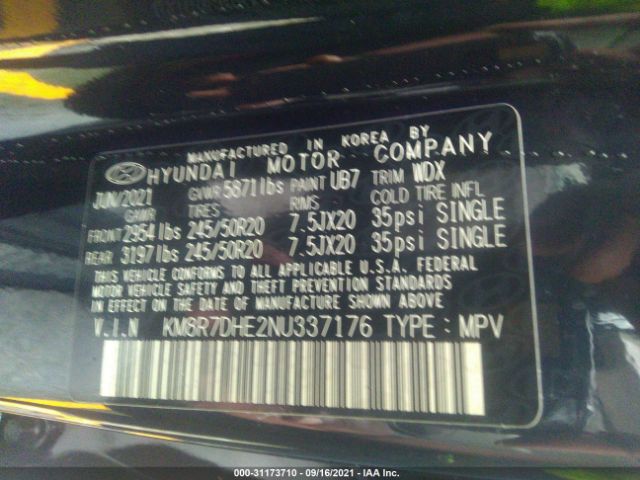 MANUFACTURED IN KOREA BY
HYUNDAI MOTOR COMPANY
JUN/2021 GVWR 5871lbs PAINT UB7 TRIM WDX
GAWR TIRES RIMS COLD TIRE INFL
FRONT 2954lbs 245/50R20 7.5JX20 35psi SINGLE
REAR 3197lbs 245/50R20 7.5JX20 35psi SINGLE
THIS VEHICLE CONFORMS TO ALL APPLICABLE U.S.A. FEDERAL
MOTOR VEHICLE SAFETY AND THEFT PREVENTION STANDARDS
IN EFFECT ON THE DATE OF MANUFACTURE SHOWN ABOVE
V.I.N KM8R7DHE2NU337176 TYPE : MPV
000-31173710 - 09/16/2021 - IAA Inc.